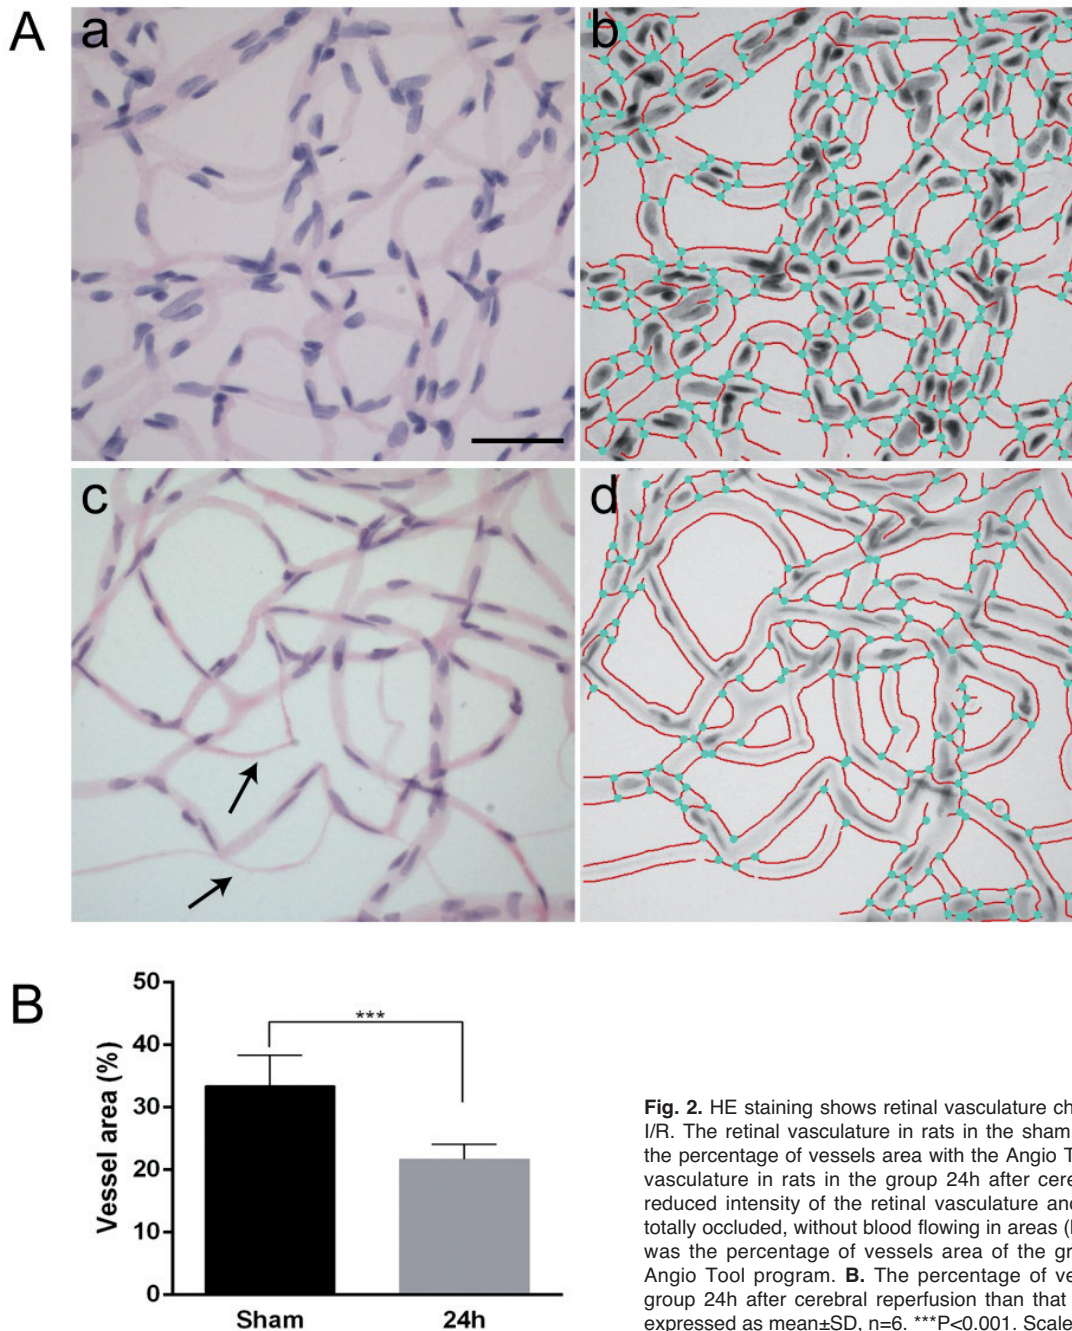 A
a
b
c
d
B
50
40
30
20
10
0
Vessel area (%)
***
Sham
24h
Fig. 2. HE staining shows retinal vasculature ch
I/R. The retinal vasculature in rats in the sham
the percentage of vessels area with the Angio T
vasculature in rats in the group 24h after cere
reduced intensity of the retinal vasculature and
totally occluded, without blood flowing in areas (
was the percentage of vessels area of the gr
Angio Tool program. B. The percentage of ve
group 24h after cerebral reperfusion than that
expressed as mean±SD, n=6. ***P<0.001. Scale